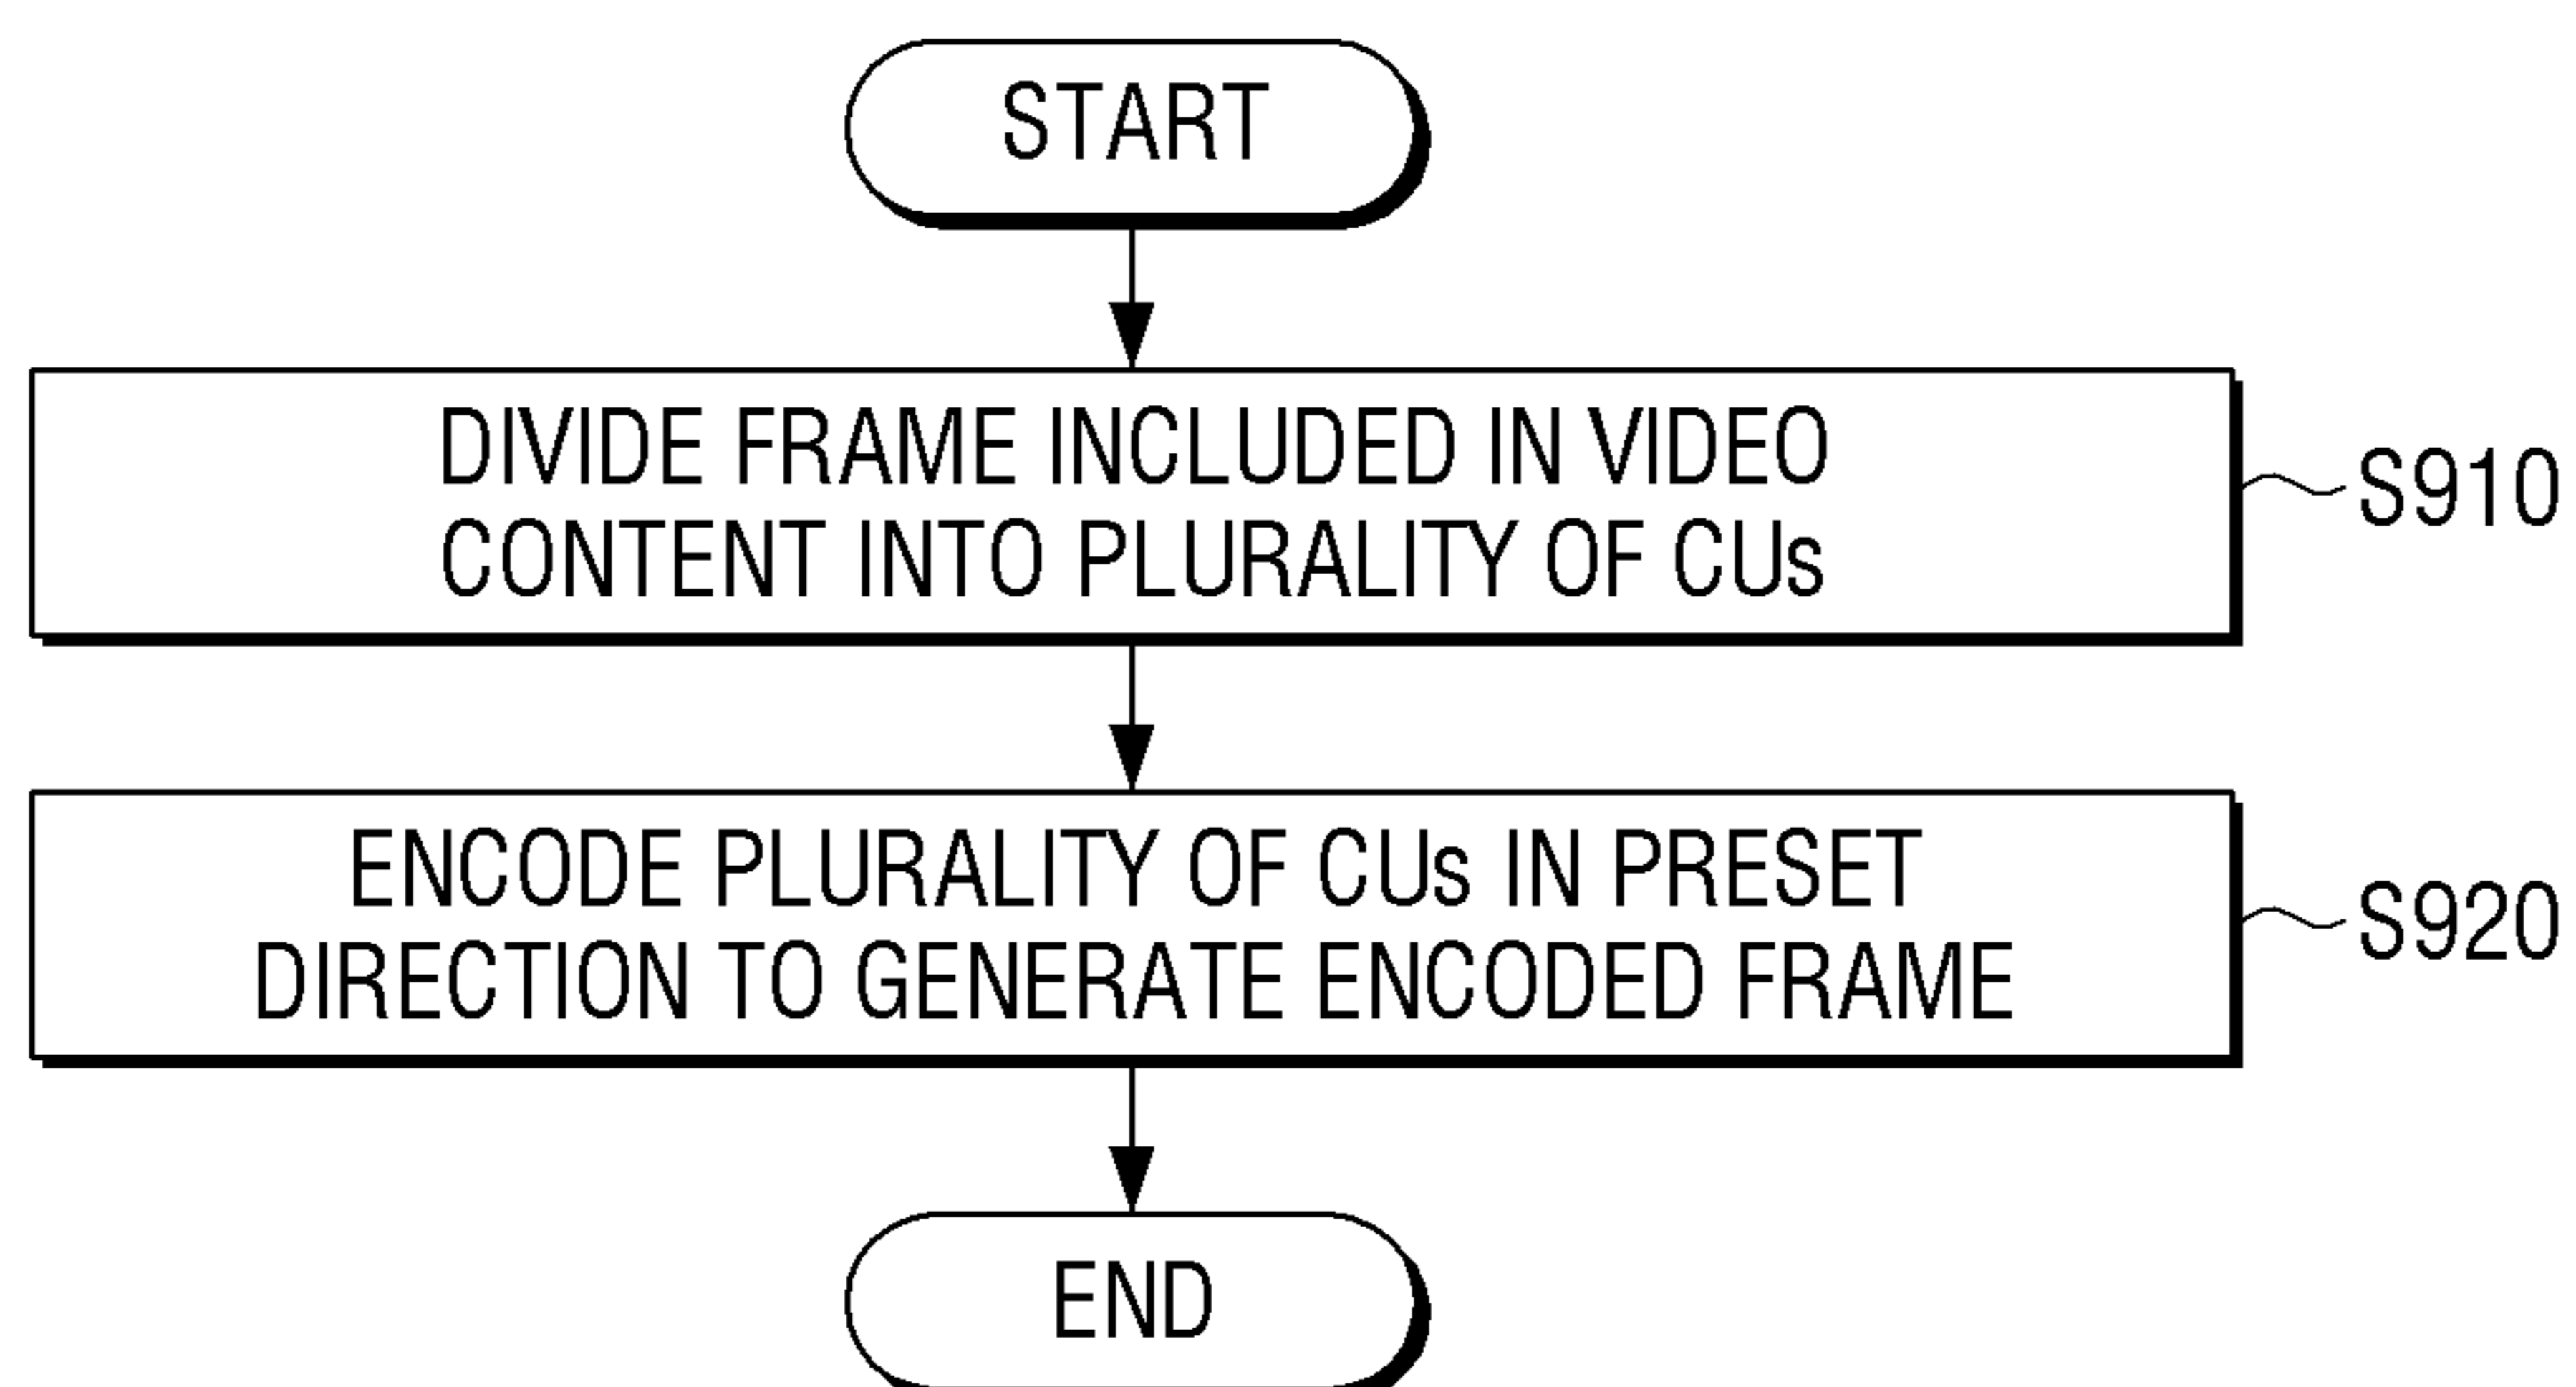 START
DIVIDE FRAME INCLUDED IN VIDEO
CONTENT INTO PLURALITY OF CUs
S910
ENCODE PLURALITY OF CUs IN PRESET
DIRECTION TO GENERATE ENCODED FRAME
S920
END